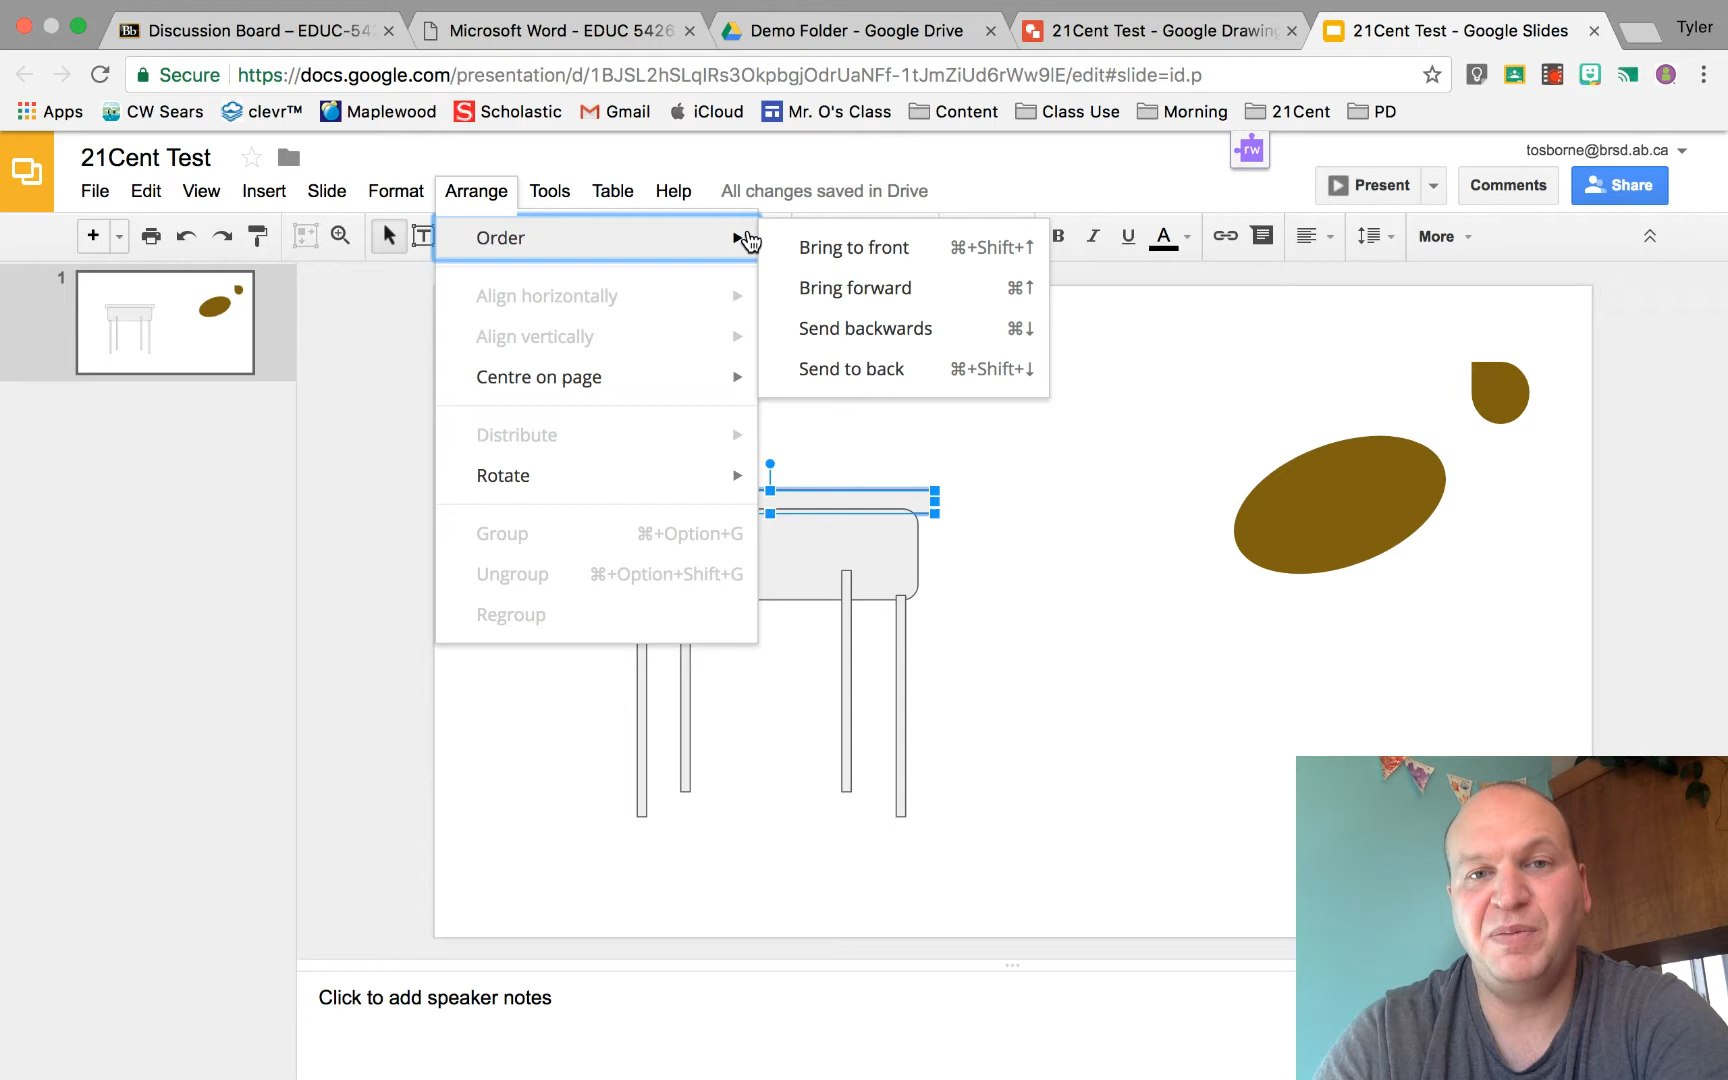 Discussion Board – EDUC-54
Microsoft Word - EDUC 5426
Demo Folder - Google Drive
21Cent Test - Google Drawing
21Cent Test - Google Slides
Tyler
Secure
https://docs.google.com/presentation/d/1BJSL2hSLqIRs3OkpbgjOdrUaNFf-1tJmZiUd6rWw9IE/edit#slide=id.p
Apps
CW Sears
clevr™
Maplewood
Scholastic
Gmail
iCloud
Mr. O's Class
Content
Class Use
Morning
21Cent
PD
rw
21Cent Test
tosborne@brsd.ab.ca
File Edit View Insert Slide Format Arrange Tools Table Help All changes saved in Drive
Present
Comments
Share
B I U A
More
Order
Bring to front ⌘+Shift+↑
Bring forward ⌘↑
Send backwards ⌘↓
Send to back ⌘+Shift+↓
Align horizontally
Align vertically
Centre on page
Distribute
Rotate
Group ⌘+Option+G
Ungroup ⌘+Option+Shift+G
Regroup
1
Click to add speaker notes